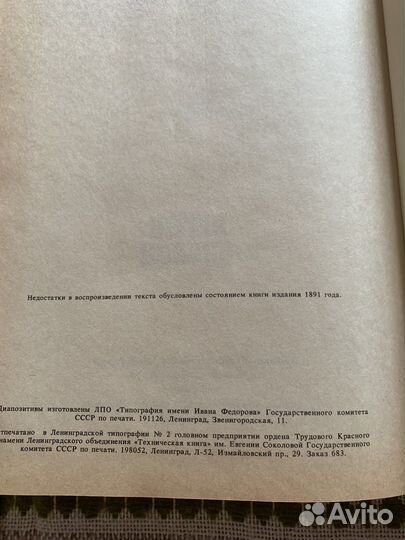 Недостатки в воспроизведении текста обусловлены состоянием книги издания 1891 года.
Диапозитивы изготовлены ЛПО «Типография имени Ивана Федорова» Государственного комитета
СССР по печати. 191126, Ленинград, Звенигородская, 11.
тпечатано в Ленинградской типографии № 2 головном предприятии ордена Трудового Красного
намени Ленинградского объединения «Техническая книга» им. Евгении Соколовой Государственного
комитета СССР по печати. 198052, Ленинград, Л-52, Измайловский пр., 29. Заказ 683.
Avito